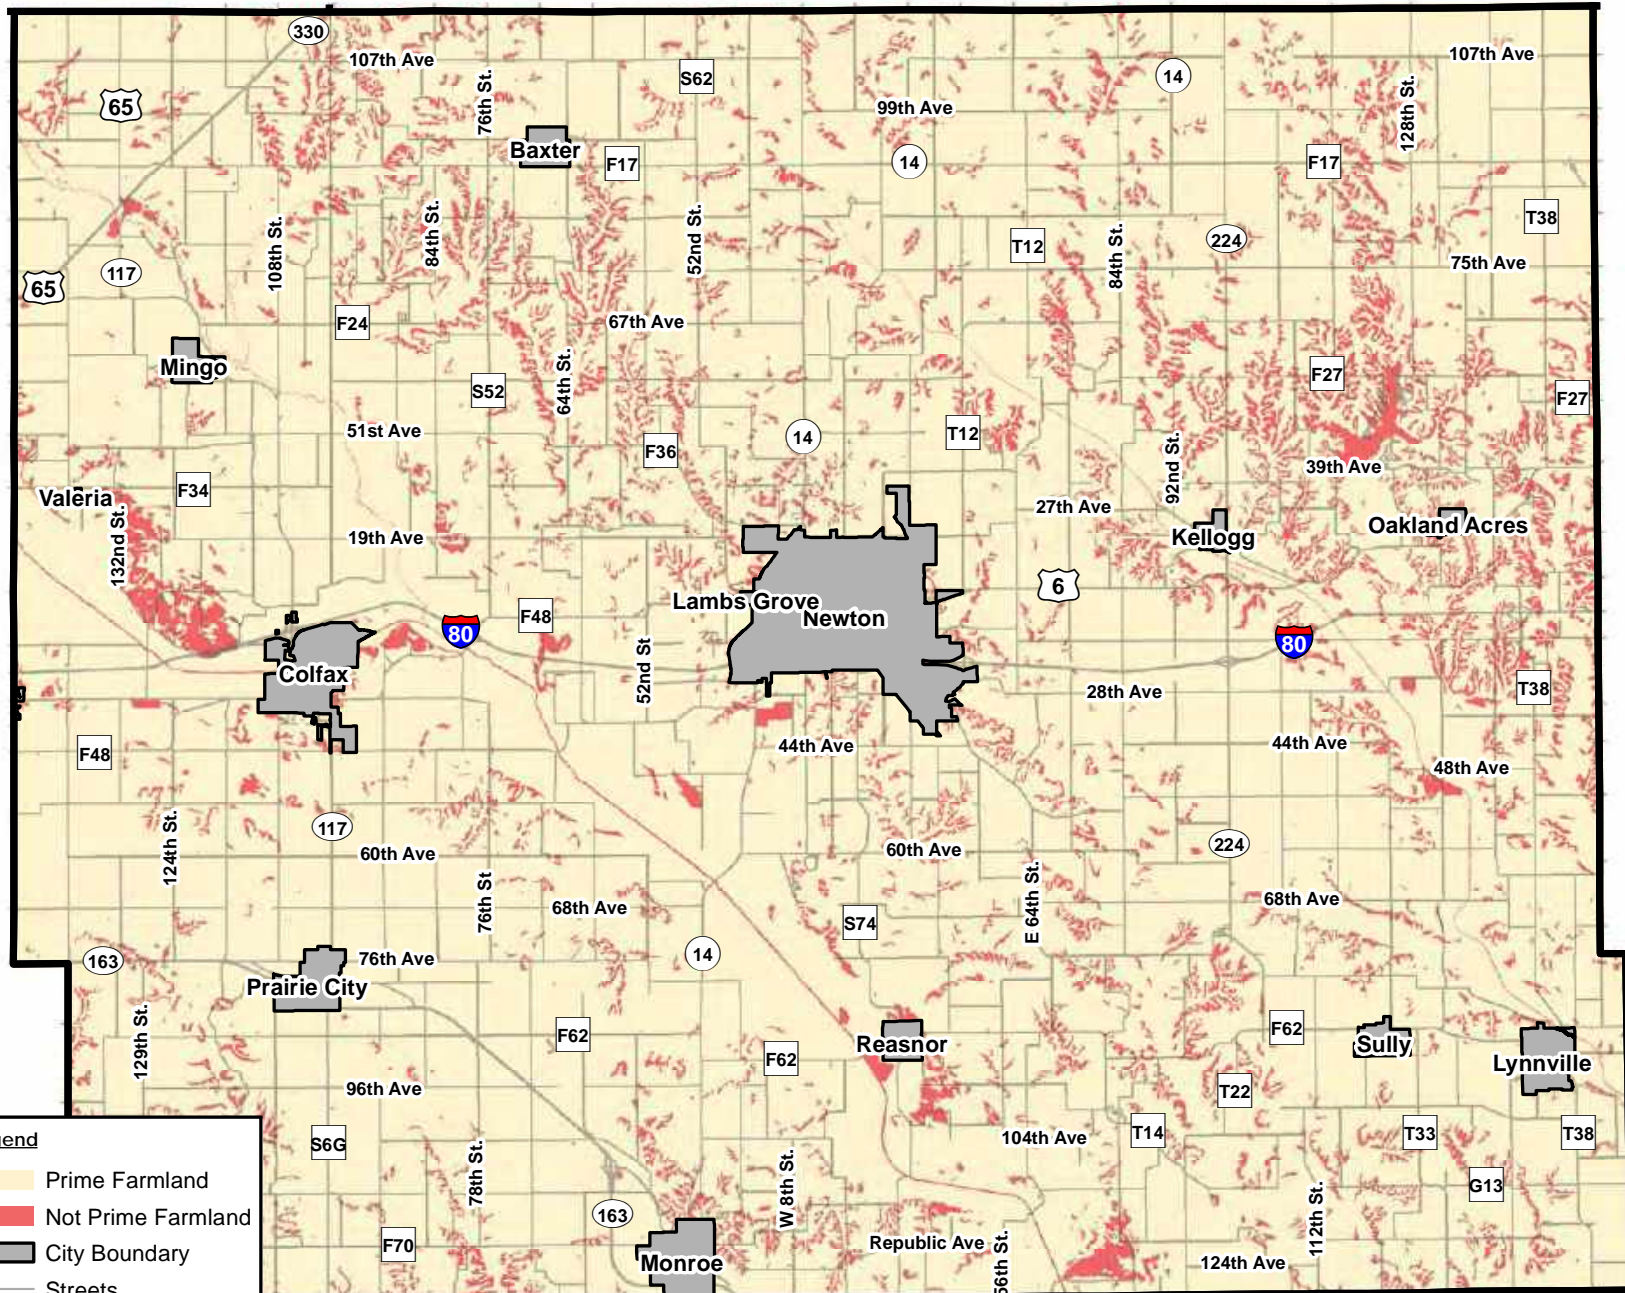 330
107th Ave
107th Ave
S62
14
65
76th St.
99th Ave
128th St.
Baxter
F17
14
F17
108th St.
84th St.
52nd St.
T12
84th St.
224
T38
117
65
75th Ave
F24
67th Ave
Mingo
S52
64th St.
F27
F27
51st Ave
F36
14
T12
92nd St.
39th Ave
Valeria
F34
132nd St.
19th Ave
27th Ave
Kellogg
Oakland Acres
6
Lambs Grove
Newton
F48
80
80
52nd St
Colfax
28th Ave
T38
F48
44th Ave
44th Ave
48th Ave
124th St.
117
60th Ave
60th Ave
224
76th St
68th Ave
S74
E 64th St.
68th Ave
163
76th Ave
14
Prairie City
129th St.
F62
F62
Reasnor
F62
Sully
Lynnville
96th Ave
T22
gend
S6G
78th St.
W 8th St.
104th Ave
T14
T33
T38
Prime Farmland
G13
Not Prime Farmland
163
112th St.
City Boundary
F70
Monroe
Republic Ave
56th St.
124th Ave
Streets